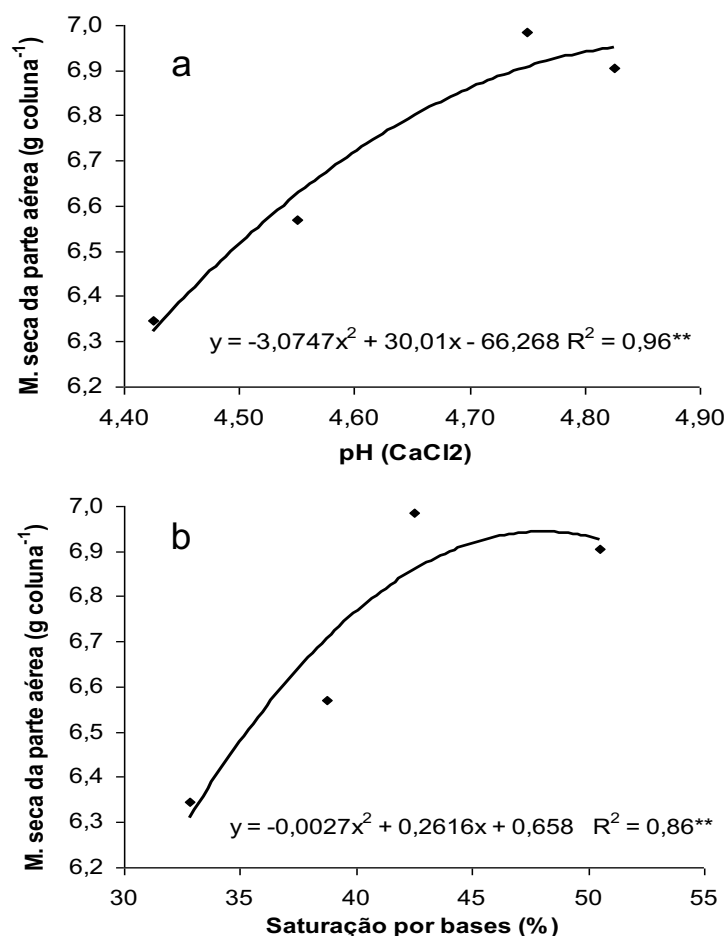 7,0
6,9
6,8
6,7
6,6
6,5
6,4
6,3
6,2
M. seca da parte aérea (g coluna⁻¹)
a
y = -3,0747x² + 30,01x - 66,268 R² = 0,96**
4,40 4,50 4,60 4,70 4,80 4,90
pH (CaCl2)
7,0
6,9
6,8
6,7
6,6
6,5
6,4
6,3
6,2
M. seca da parte aérea (g coluna⁻¹)
b
y = -0,0027x² + 0,2616x + 0,658 R² = 0,86**
30 35 40 45 50 55
Saturação por bases (%)